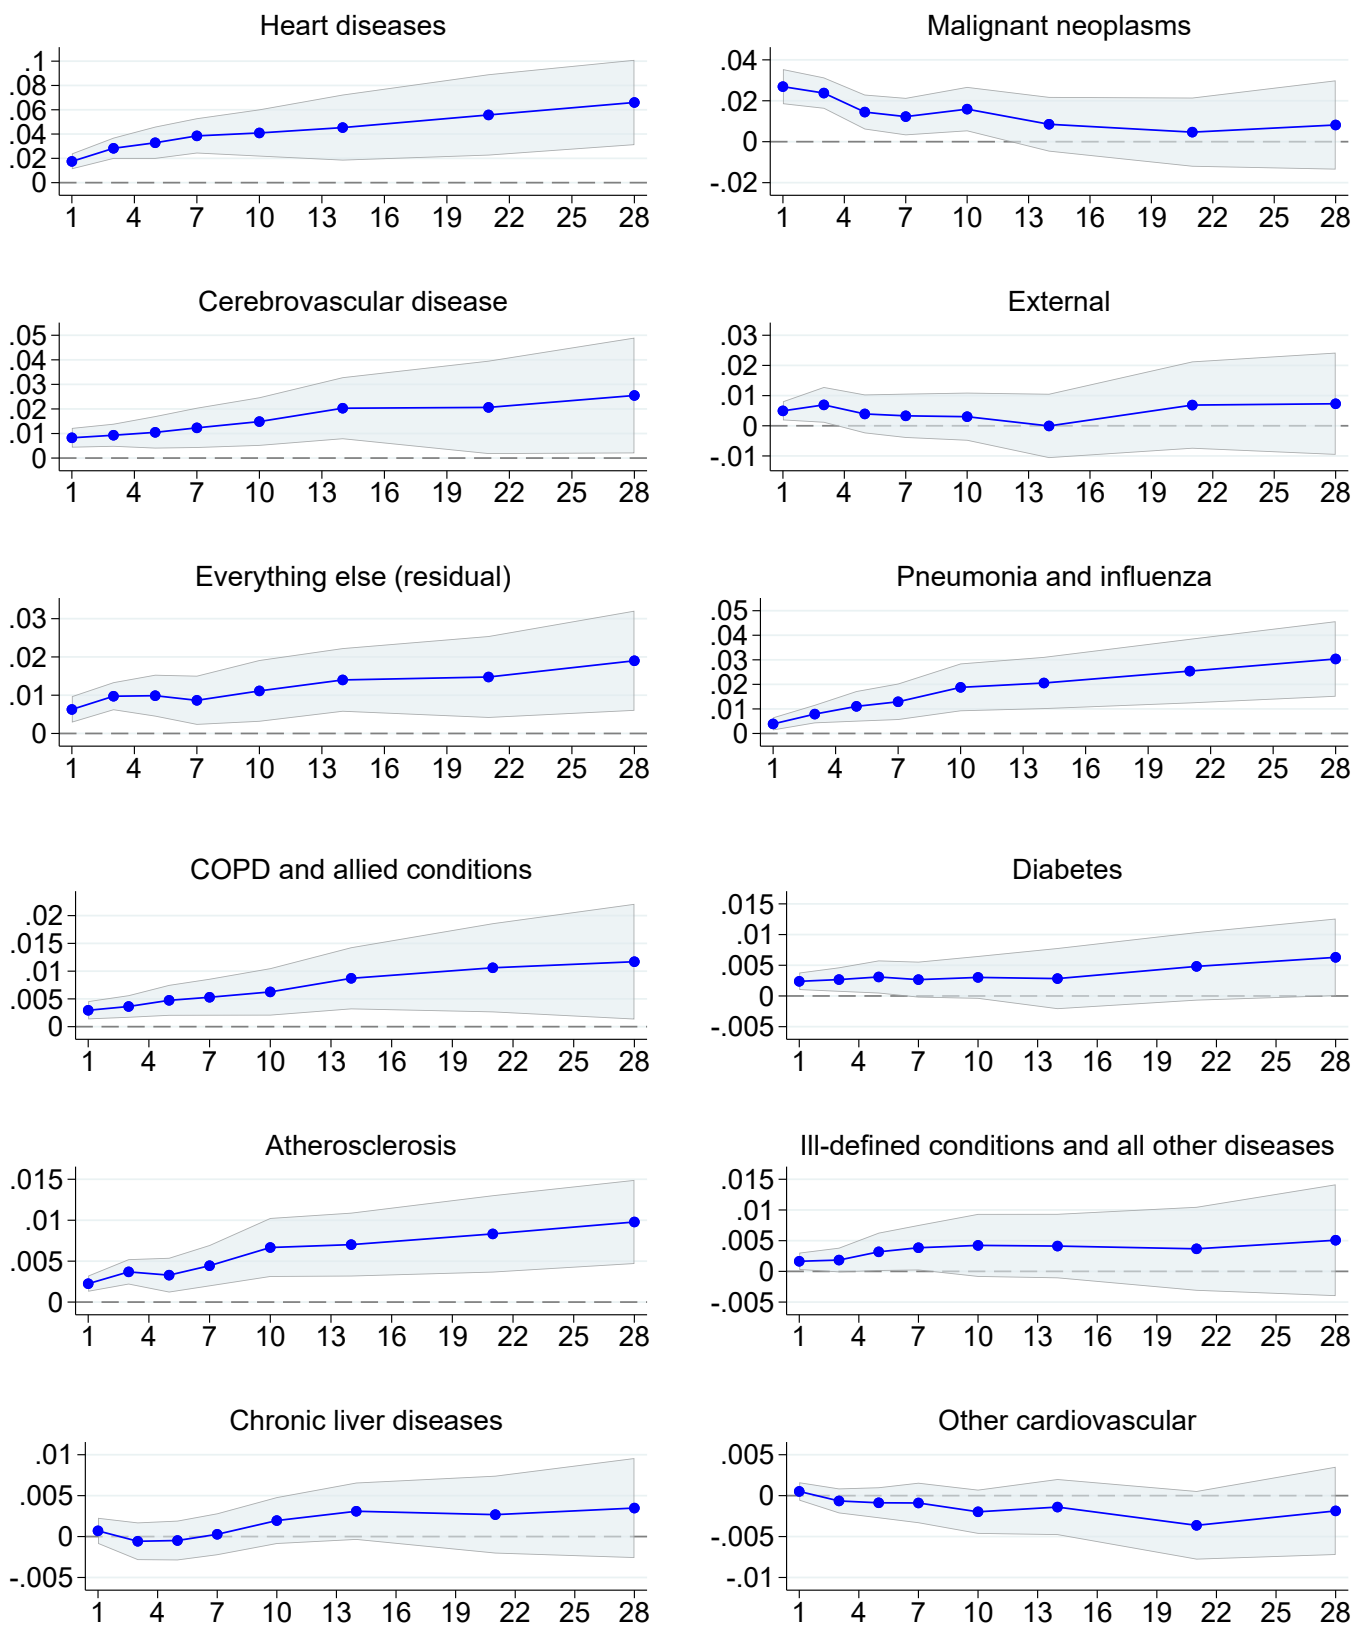 Heart diseases
.1
.08
.06
.04
.02
0
1 4 7 10 13 16 19 22 25 28
Malignant neoplasms
.04
.02
0
-.02
1 4 7 10 13 16 19 22 25 28
Cerebrovascular disease
.05
.04
.03
.02
.01
0
1 4 7 10 13 16 19 22 25 28
External
.03
.02
.01
0
-.01
1 4 7 10 13 16 19 22 25 28
Everything else (residual)
.03
.02
.01
0
1 4 7 10 13 16 19 22 25 28
Pneumonia and influenza
.05
.04
.03
.02
.01
0
1 4 7 10 13 16 19 22 25 28
COPD and allied conditions
.02
.015
.01
.005
0
1 4 7 10 13 16 19 22 25 28
Diabetes
.015
.01
.005
0
-.005
1 4 7 10 13 16 19 22 25 28
Atherosclerosis
.015
.01
.005
0
1 4 7 10 13 16 19 22 25 28
Ill-defined conditions and all other diseases
.015
.01
.005
0
-.005
1 4 7 10 13 16 19 22 25 28
Chronic liver diseases
.01
.005
0
-.005
1 4 7 10 13 16 19 22 25 28
Other cardiovascular
.005
0
-.005
-.01
1 4 7 10 13 16 19 22 25 28